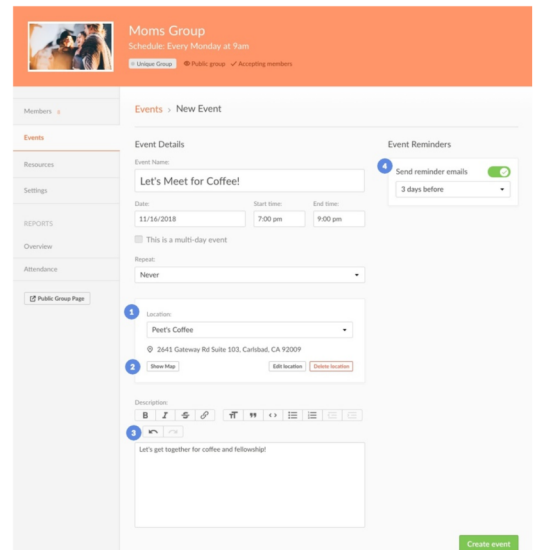 Moms Group
Schedule: Every Monday at 9am
Unique Group Public group Accepting members
Members
Events
Resources
Settings
REPORTS
Overview
Attendance
Public Group Page
Events > New Event
Event Details
Event Name:
Let's Meet for Coffee!
Date: Start time: End time:
11/16/2018 7:00 pm 9:00 pm
This is a multi-day event
Repeat:
Never
1
Location:
Peet's Coffee
2641 Gateway Rd Suite 103, Carlsbad, CA 92009
2 Show Map Edit location Delete location
Description:
B I S
3
Let's get together for coffee and fellowship!
Event Reminders
4 Send reminder emails
3 days before
Create event